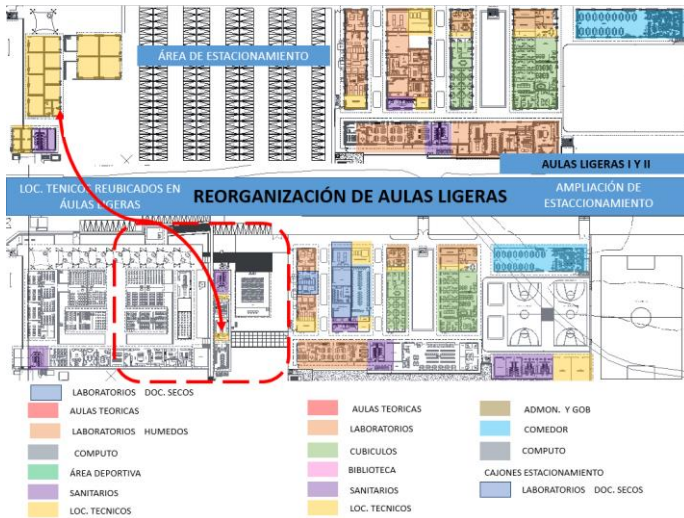 ÁREA DE ESTACIONAMIENTO
AULAS LIGERAS I Y II
LOC. TENICOS REUBICADOS EN
ÁULAS LIGERAS
REORGANIZACIÓN DE AULAS LIGERAS
AMPLIACIÓN DE
ESTACCIONAMIENTO
LABORATORIOS DOC. SECOS
AULAS TEORICAS
LABORATORIOS HUMEDOS
COMPUTO
ÁREA DEPORTIVA
SANITARIOS
LOC. TECNICOS
AULAS TEORICAS
LABORATORIOS
CUBICULOS
BIBLIOTECA
SANITARIOS
LOC. TECNICOS
ADMON. Y GOB
COMEDOR
COMPUTO
CAJONES ESTACIONAMIENTO
LABORATORIOS DOC. SECOS